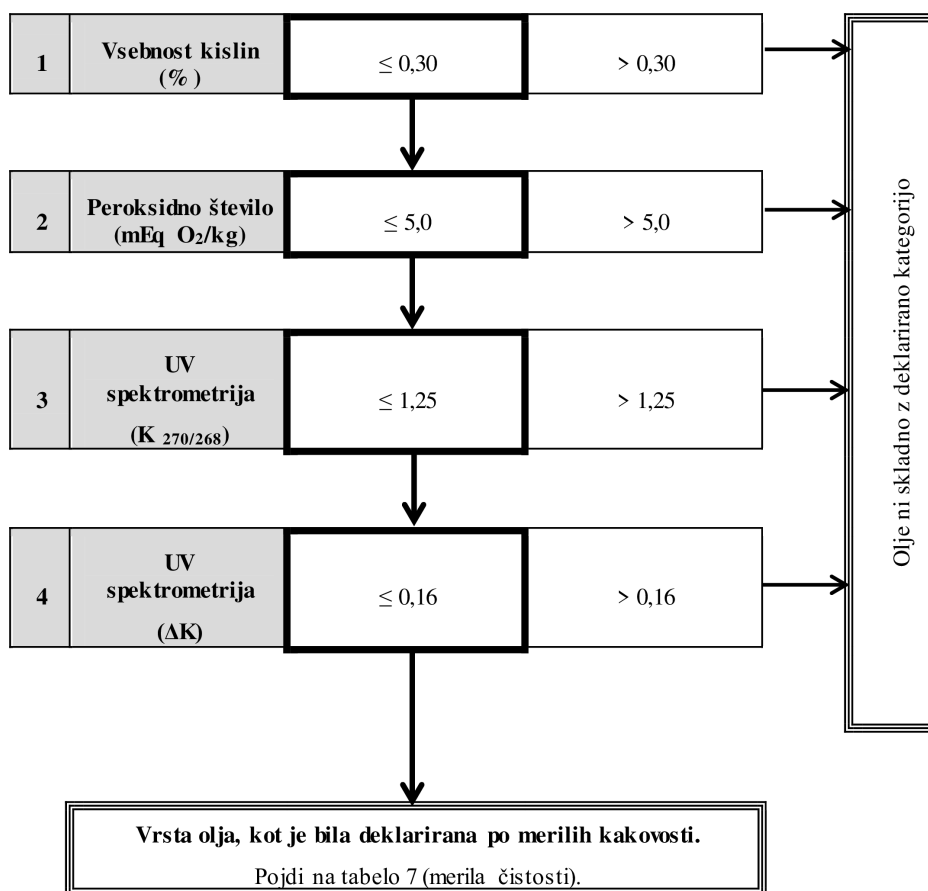 1
Vsebnost kislin
(%)
≤ 0,30
> 0,30
2
Peroksidno število
(mEq O₂/kg)
≤ 5,0
> 5,0
3
UV
spektrometrija
(K 270/268)
≤ 1,25
> 1,25
4
UV
spektrometrija
(ΔK)
≤ 0,16
> 0,16
Olje ni skladno z deklarirano kategorijo
Vrsta olja, kot je bila deklarirana po merilih kakovosti.
Pojdi na tabelo 7 (merila čistosti).